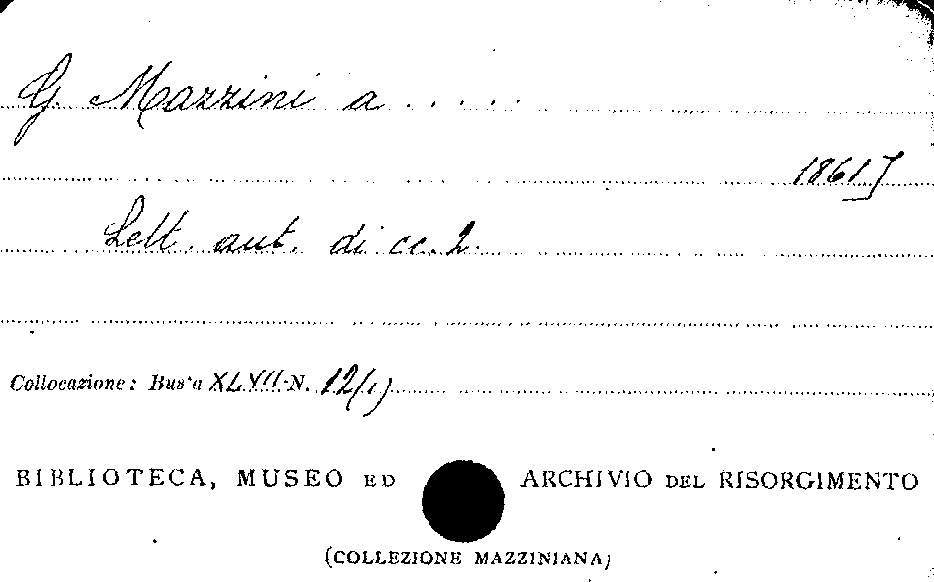 G. Mazzini a . . . . .
1861]
Lett. aut. di cc. 2.
Collocazione: Busta XLVII N. 12(1)
BIBLIOTECA, MUSEO ED ARCHIVIO DEL RISORGIMENTO
(COLLEZIONE MAZZINIANA)